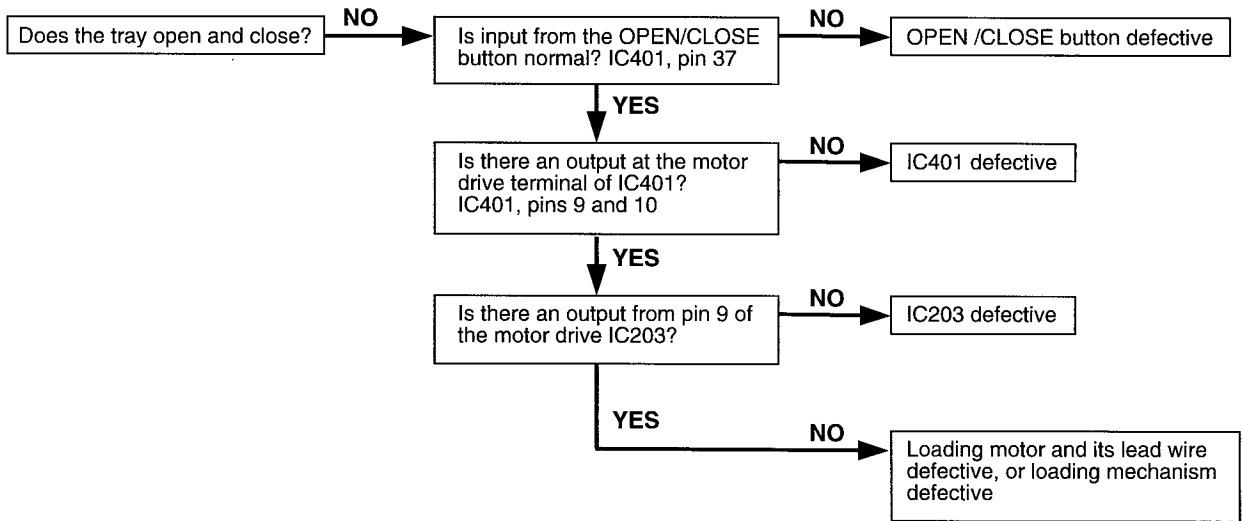 Does the tray open and close?
NO
Is input from the OPEN/CLOSE
button normal? IC401, pin 37
NO
OPEN /CLOSE button defective
YES
Is there an output at the motor
drive terminal of IC401?
IC401, pins 9 and 10
NO
IC401 defective
YES
Is there an output from pin 9 of
the motor drive IC203?
NO
IC203 defective
YES
NO
Loading motor and its lead wire
defective, or loading mechanism
defective